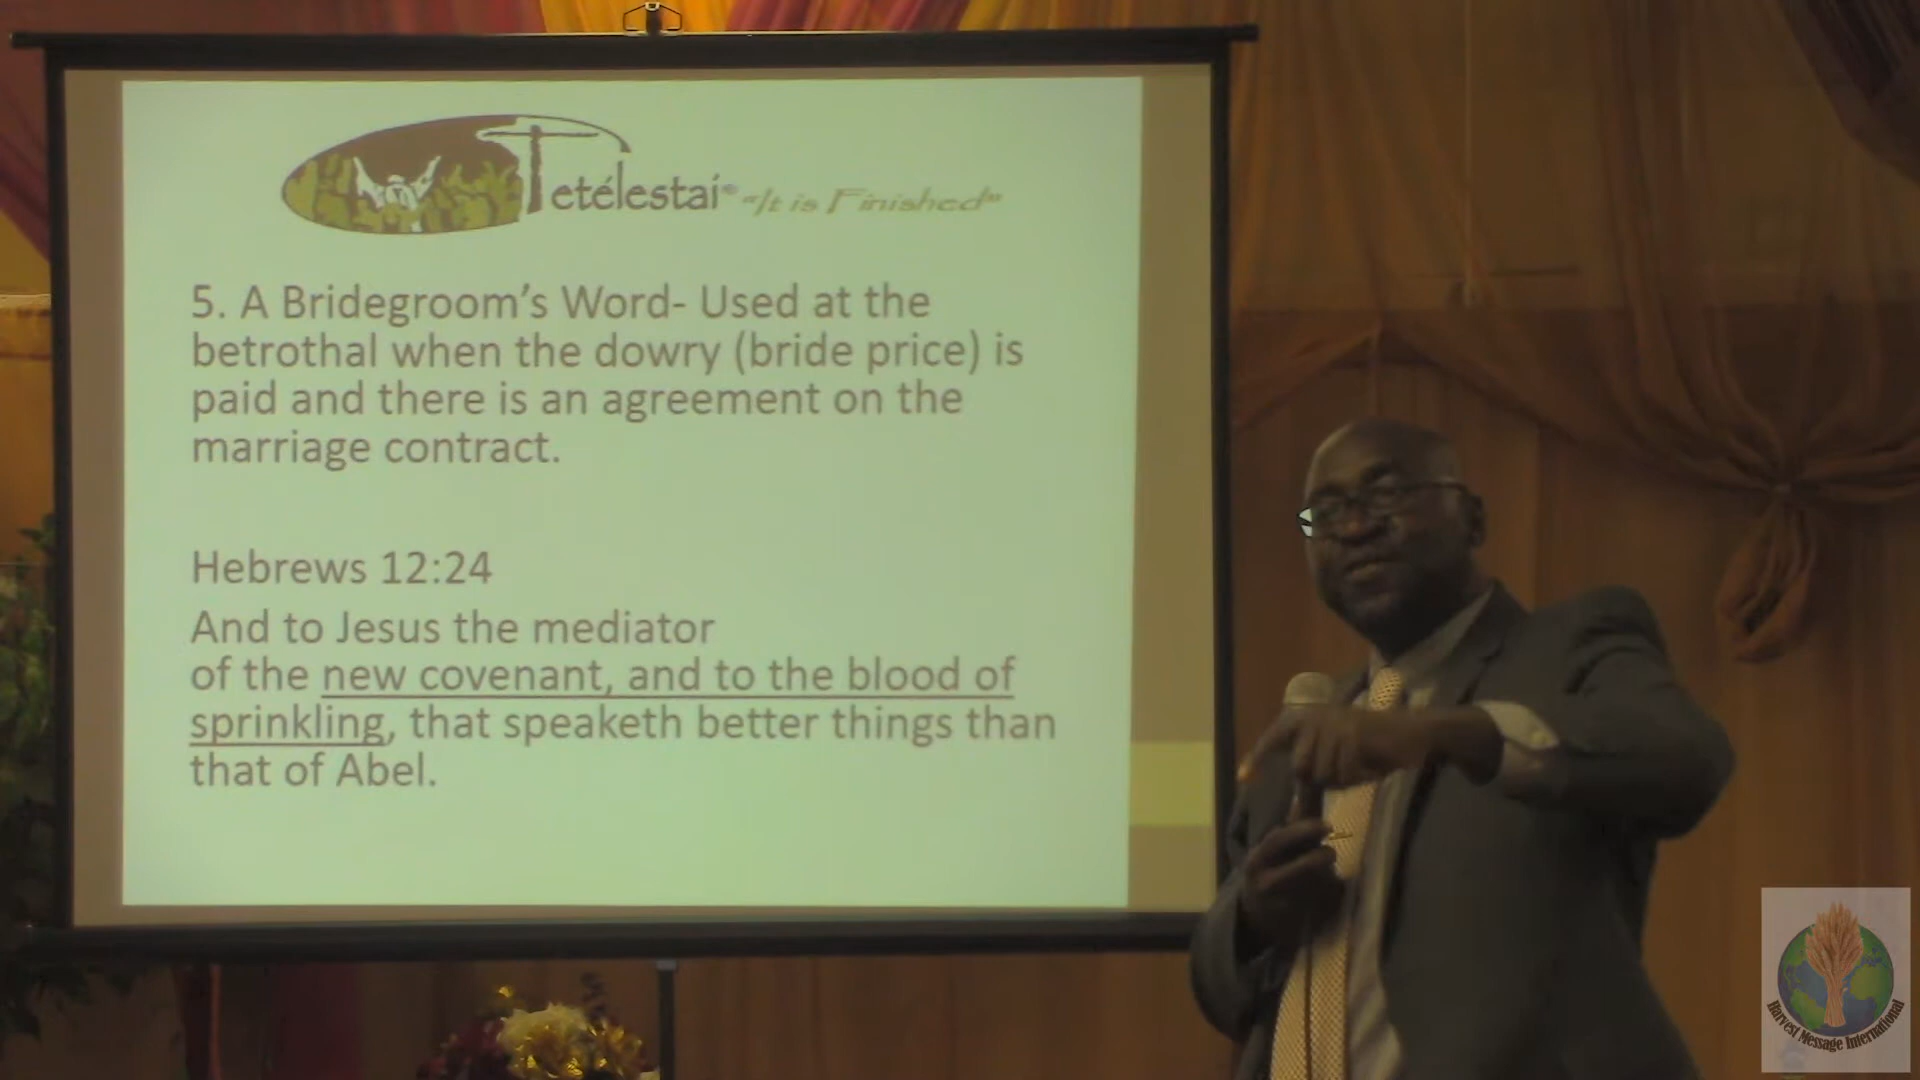 Tetélestai® "It is Finished"
5. A Bridegroom's Word- Used at the
betrothal when the dowry (bride price) is
paid and there is an agreement on the
marriage contract.
Hebrews 12:24
And to Jesus the mediator
of the new covenant, and to the blood of
sprinkling, that speaketh better things than
that of Abel.
Harvest Message International